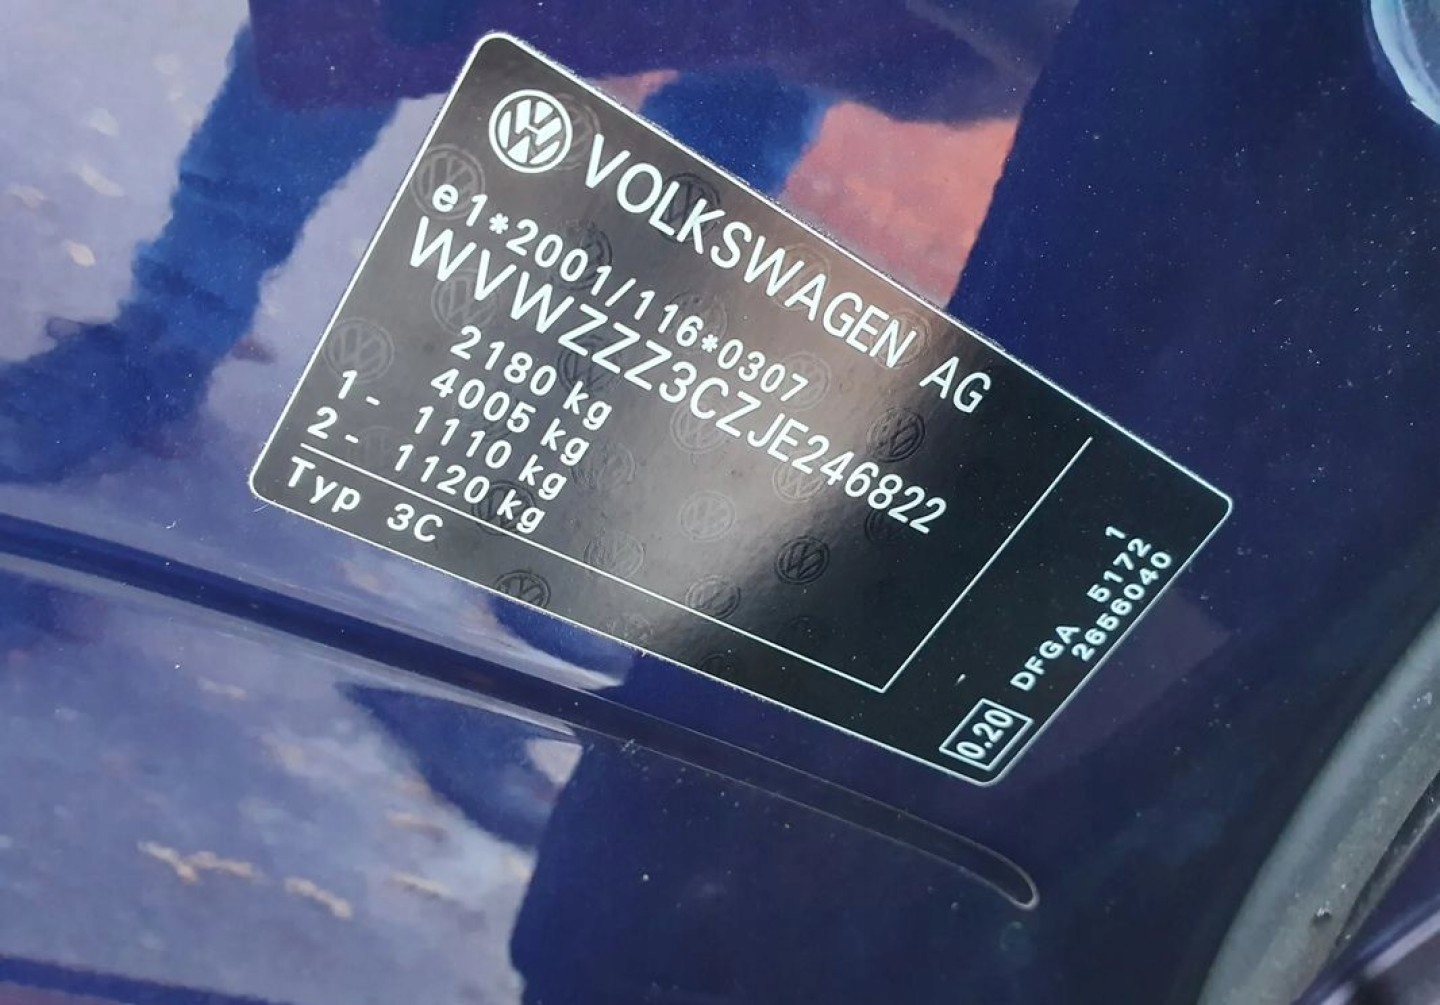 VOLKSWAGEN AG
e1*2001/116*0307
WVWZZZ3CZJE246822
2180 kg
4005 kg
1- 1110 kg
2- 1120 kg
Typ 3C
1
DFGA 5172
2656040
0.20